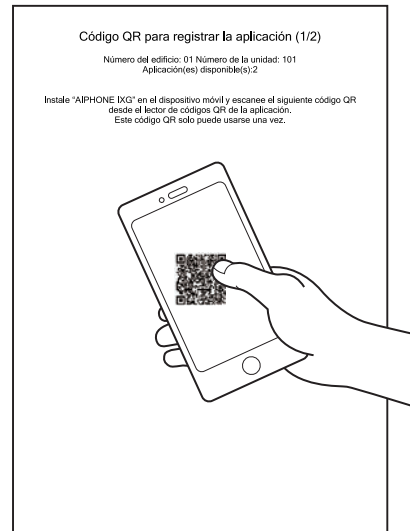 Código QR para registrar la aplicación (1/2)
Número del edificio: 01 Número de la unidad: 101
Aplicación(es) disponible(s):2
Instale “AIPHONE IXG” en el dispositivo móvil y escanee el siguiente código QR
desde el lector de códigos QR de la aplicación.
Este código QR solo puede usarse una vez.